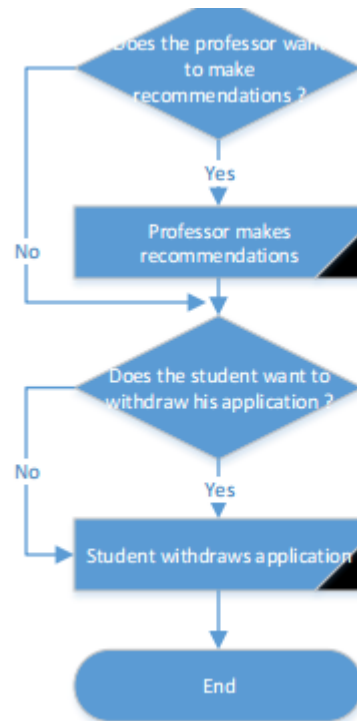 Does the professor want
to make
recommendations ?
Yes
Professor makes
recommendations
No
Does the student want to
withdraw his application ?
No
Yes
Student withdraws application
End